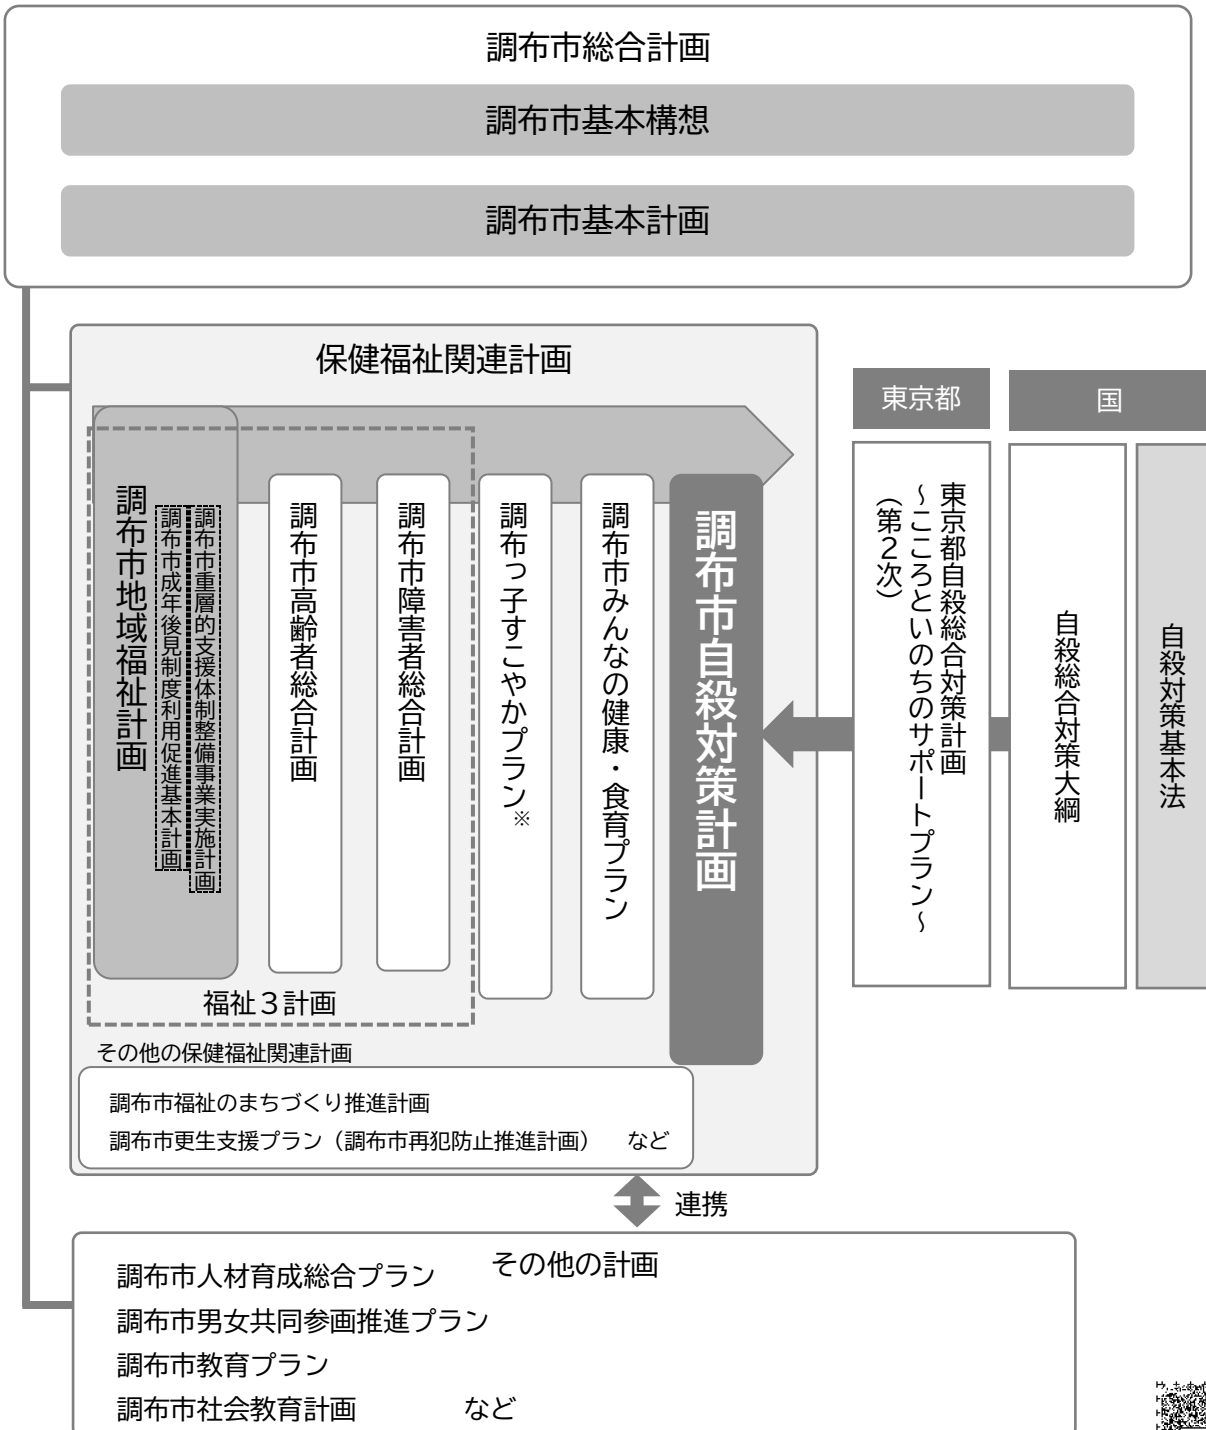 調布市総合計画
調布市基本構想
調布市基本計画
保健福祉関連計画
調布市地域福祉計画
調布市成年後見制度利用促進基本計画
調布市重層的支援体制整備事業実施計画
調布市高齢者総合計画
調布市障害者総合計画
調布っ子すこやかプラン※
調布市みんなの健康・食育プラン
調布市自殺対策計画
福祉3計画
その他の保健福祉関連計画
調布市福祉のまちづくり推進計画
調布市更生支援プラン（調布市再犯防止推進計画） など
東京都
東京都自殺総合対策計画
～こころといのちのサポートプラン～
（第2次）
国
自殺総合対策大綱
自殺対策基本法
連携
その他の計画
調布市人材育成総合プラン
調布市男女共同参画推進プラン
調布市教育プラン
調布市社会教育計画 など